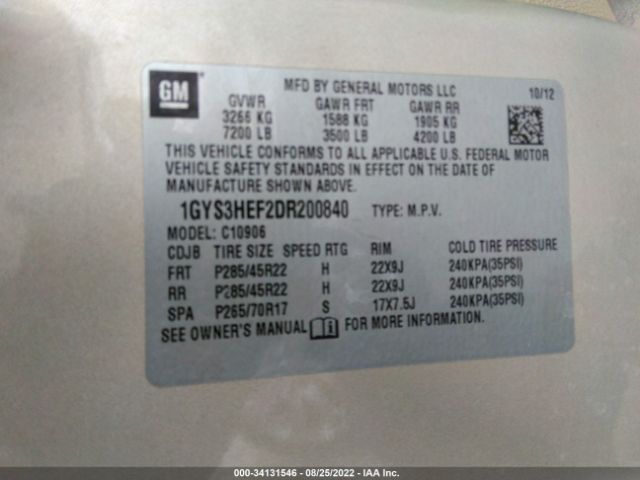 GM
MFD BY GENERAL MOTORS LLC 10/12
GVWR GAWR FRT GAWR RR
3266 KG 1588 KG 1905 KG
7200 LB 3500 LB 4200 LB
THIS VEHICLE CONFORMS TO ALL APPLICABLE U.S. FEDERAL MOTOR
VEHICLE SAFETY STANDARDS IN EFFECT ON THE DATE OF
MANUFACTURE SHOWN ABOVE.
1GYS3HEF2DR200840 TYPE: M.P.V.
MODEL: C10906
CDJB TIRE SIZE SPEED RTG RIM COLD TIRE PRESSURE
FRT P285/45R22 H 22X9J 240KPA(35PSI)
RR P285/45R22 H 22X9J 240KPA(35PSI)
SPA P265/70R17 S 17X7.5J 240KPA(35PSI)
SEE OWNER'S MANUAL FOR MORE INFORMATION.
000-34131546 - 08/25/2022 - IAA Inc.